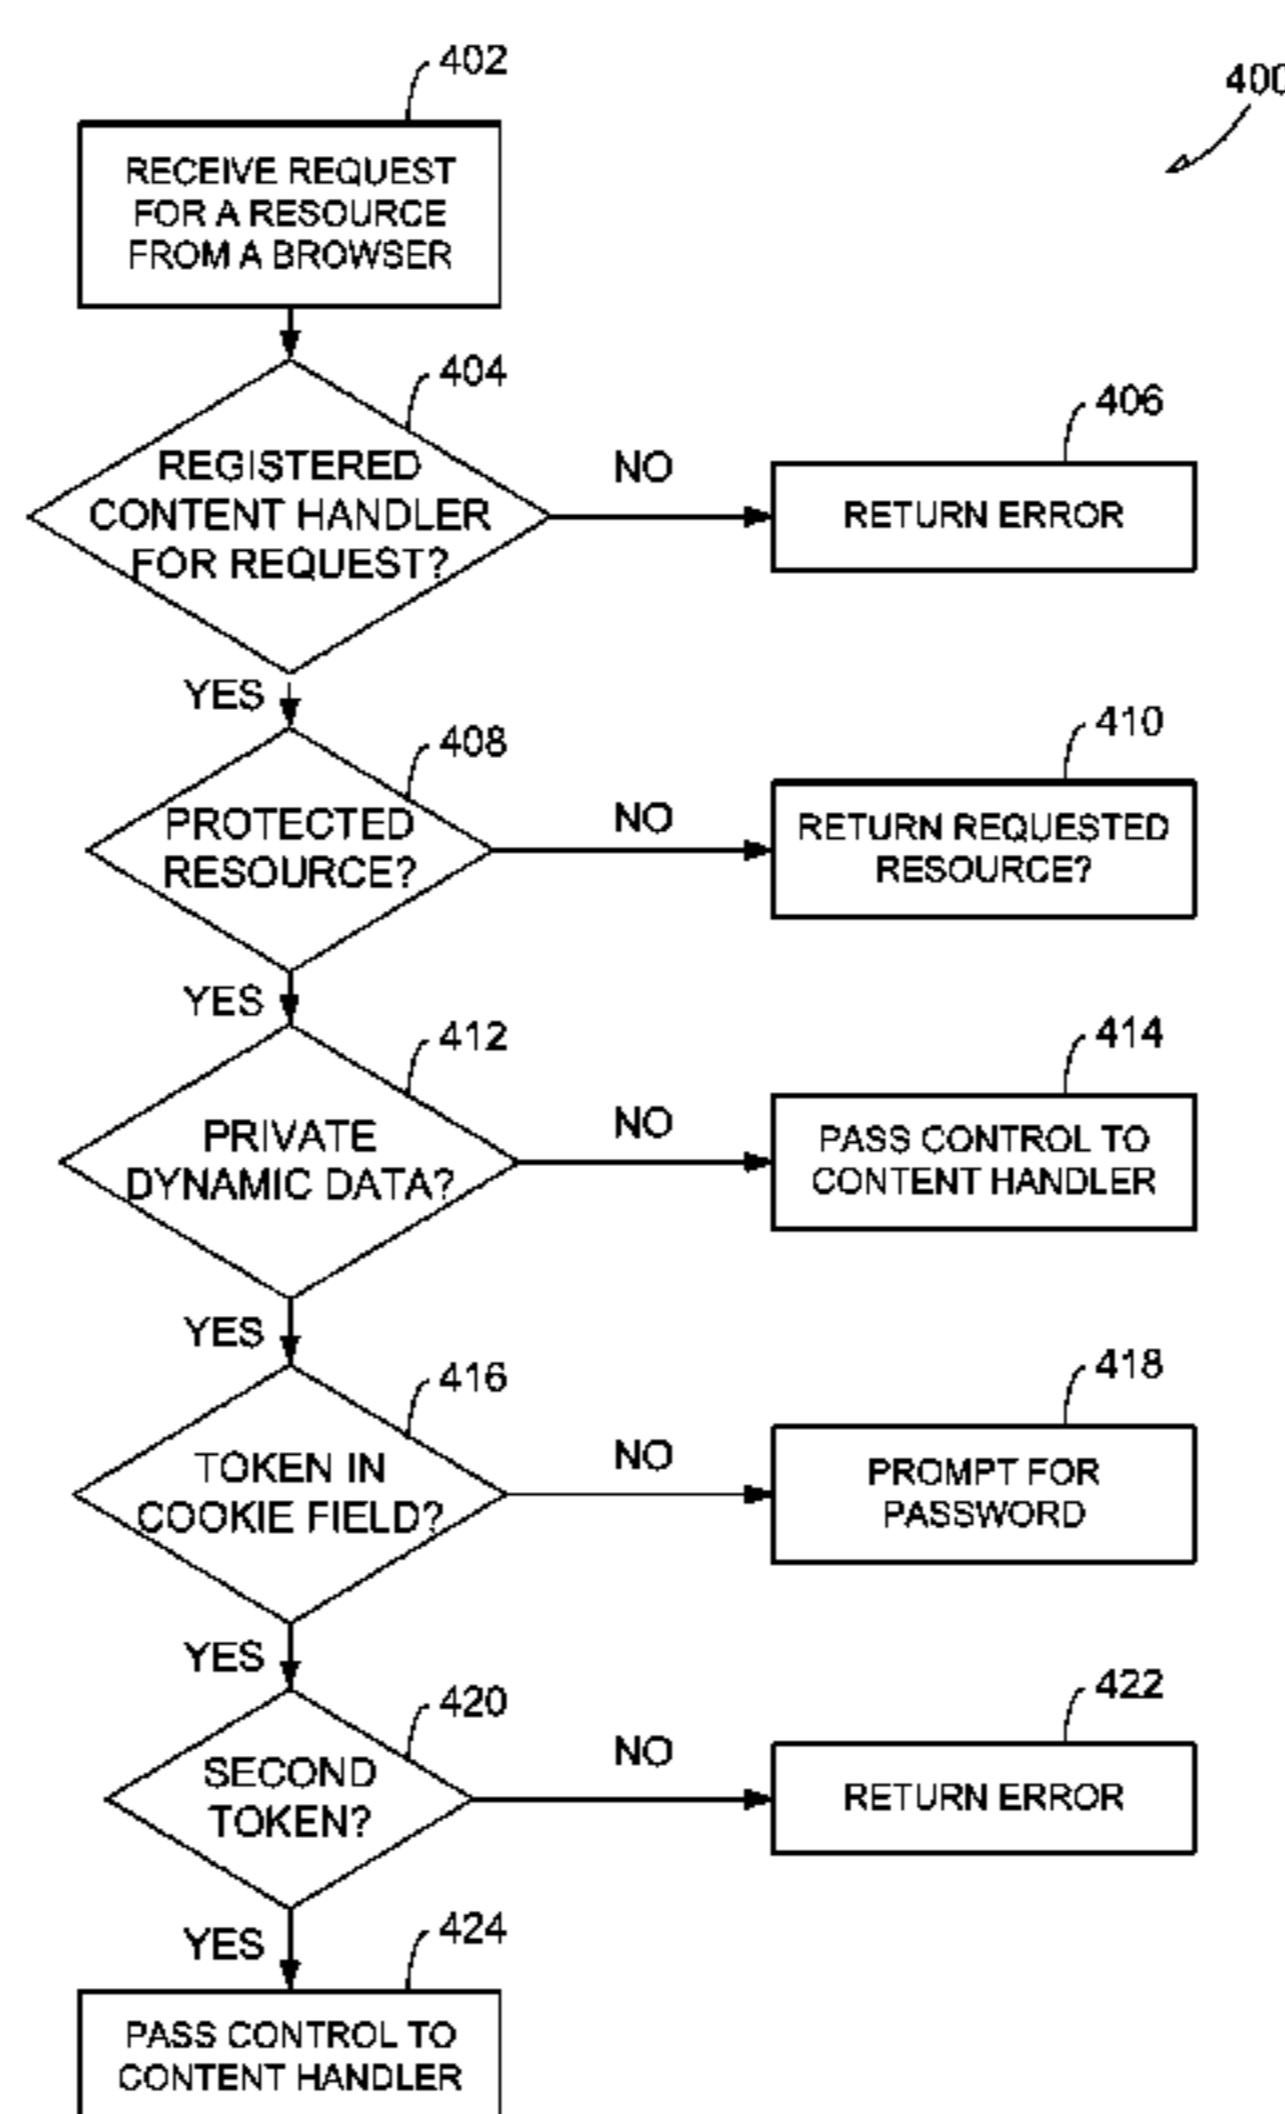 402
400
RECEIVE REQUEST
FOR A RESOURCE
FROM A BROWSER
404
406
REGISTERED
CONTENT HANDLER
FOR REQUEST?
NO
RETURN ERROR
YES
408
410
PROTECTED
RESOURCE?
NO
RETURN REQUESTED
RESOURCE?
YES
412
414
PRIVATE
DYNAMIC DATA?
NO
PASS CONTROL TO
CONTENT HANDLER
YES
416
418
TOKEN IN
COOKIE FIELD?
NO
PROMPT FOR
PASSWORD
YES
420
422
SECOND
TOKEN?
NO
RETURN ERROR
YES
424
PASS CONTROL TO
CONTENT HANDLER